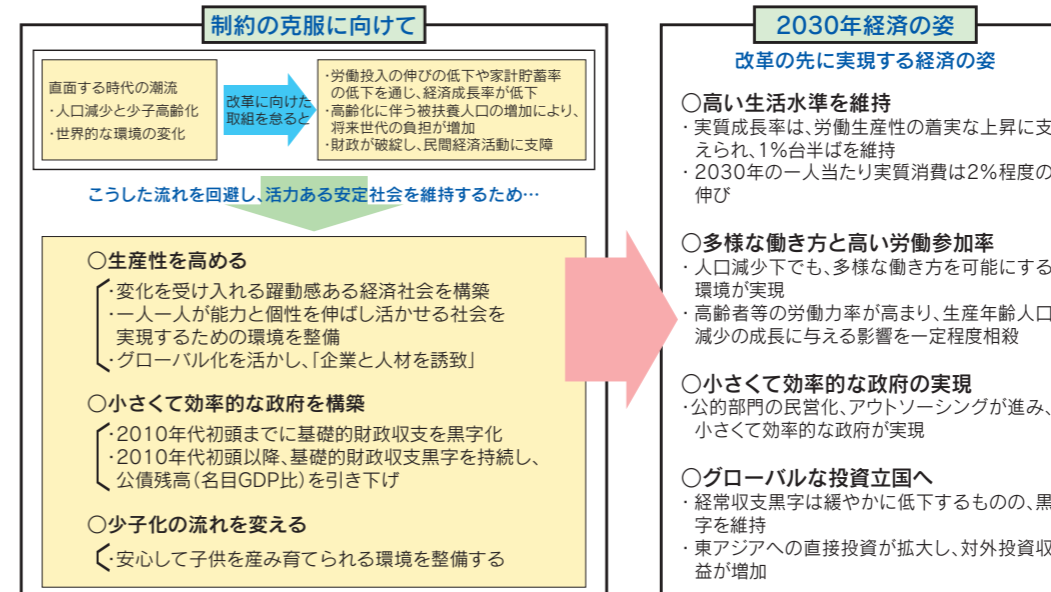 制約の克服に向けて
直面する時代の潮流
・人口減少と少子高齢化
・世界的な環境の変化
改革に向けた
取組を怠ると
・労働投入の伸びの低下や家計貯蓄率
の低下を通し、経済成長率が低下
・高齢化に伴う被扶養人口の増加により、
将来世代の負担が増加
・財政が破綻し、民間経済活動に支障
こうした流れを回避し、活力ある安定社会を維持するため…
○生産性を高める
・変化を受け入れる躍動感ある経済社会を構築
・一人一人が能力と個性を伸ばし活かせる社会を
実現するための環境を整備
・グローバル化を活かし、「企業と人材を誘致」
○小さくて効率的な政府を構築
・2010年代初頭までに基礎的財政収支を黒字化
・2010年代初頭以降、基礎的財政収支黒字を持続し、
公債残高(名目GDP比)を引き下げ
○少子化の流れを変える
・安心して子供を産み育てられる環境を整備する
2030年経済の姿
改革の先に実現する経済の姿
○高い生活水準を維持
・実質成長率は、労働生産性の着実な上昇に支
えられ、1%台半ばを維持
・2030年の一人当たり実質消費は2%程度の
伸び
○多様な働き方と高い労働参加率
・人口減少下でも、多様な働き方を可能にする
環境が実現
・高齢者等の労働力率が高まり、生産年齢人口
減少の成長に与える影響を一定程度相殺
○小さくて効率的な政府の実現
・公的部門の民営化、アウトソーシングが進み、
小さくて効率的な政府が実現
○グローバルな投資立国へ
・経常収支黒字は緩やかに低下するものの、黒
字を維持
・東アジアへの直接投資が拡大し、対外投資収
益が増加